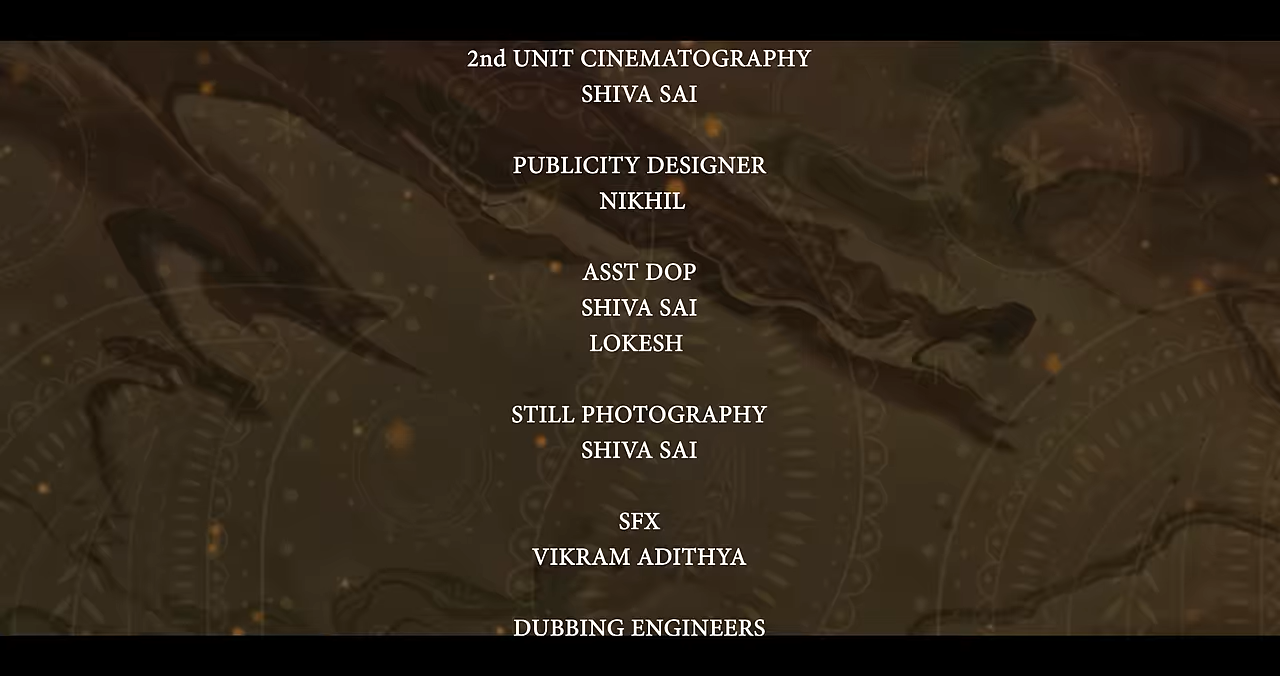 2nd UNIT CINEMATOGRAPHY
SHIVA SAI
PUBLICITY DESIGNER
NIKHIL
ASST DOP
SHIVA SAI
LOKESH
STILL PHOTOGRAPHY
SHIVA SAI
SFX
VIKRAM ADITHYA
DUBBING ENGINEERS